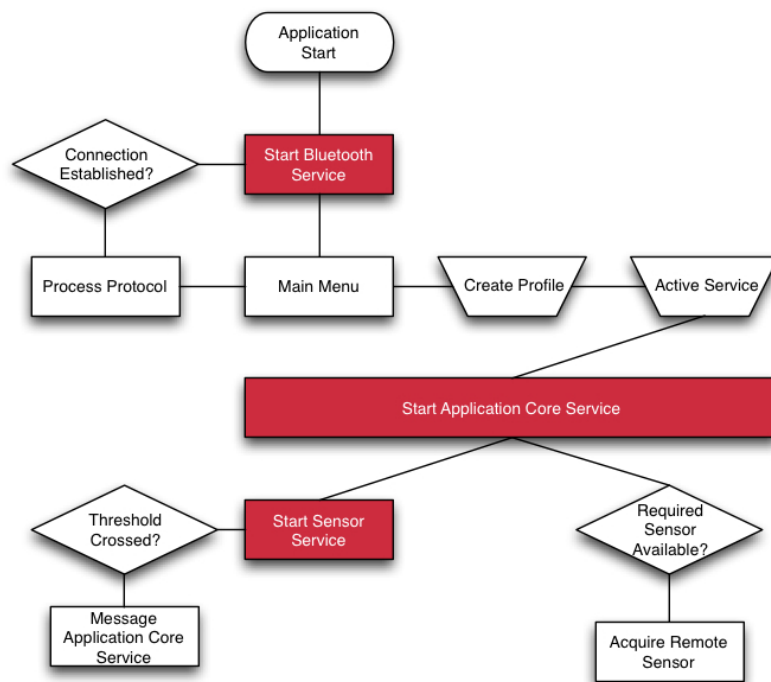 Application
Start
Connection
Established?
Start Bluetooth
Service
Process Protocol
Main Menu
Create Profile
Active Service
Start Application Core Service
Threshold
Crossed?
Start Sensor
Service
Required
Sensor
Available?
Message
Application Core
Service
Acquire Remote
Sensor